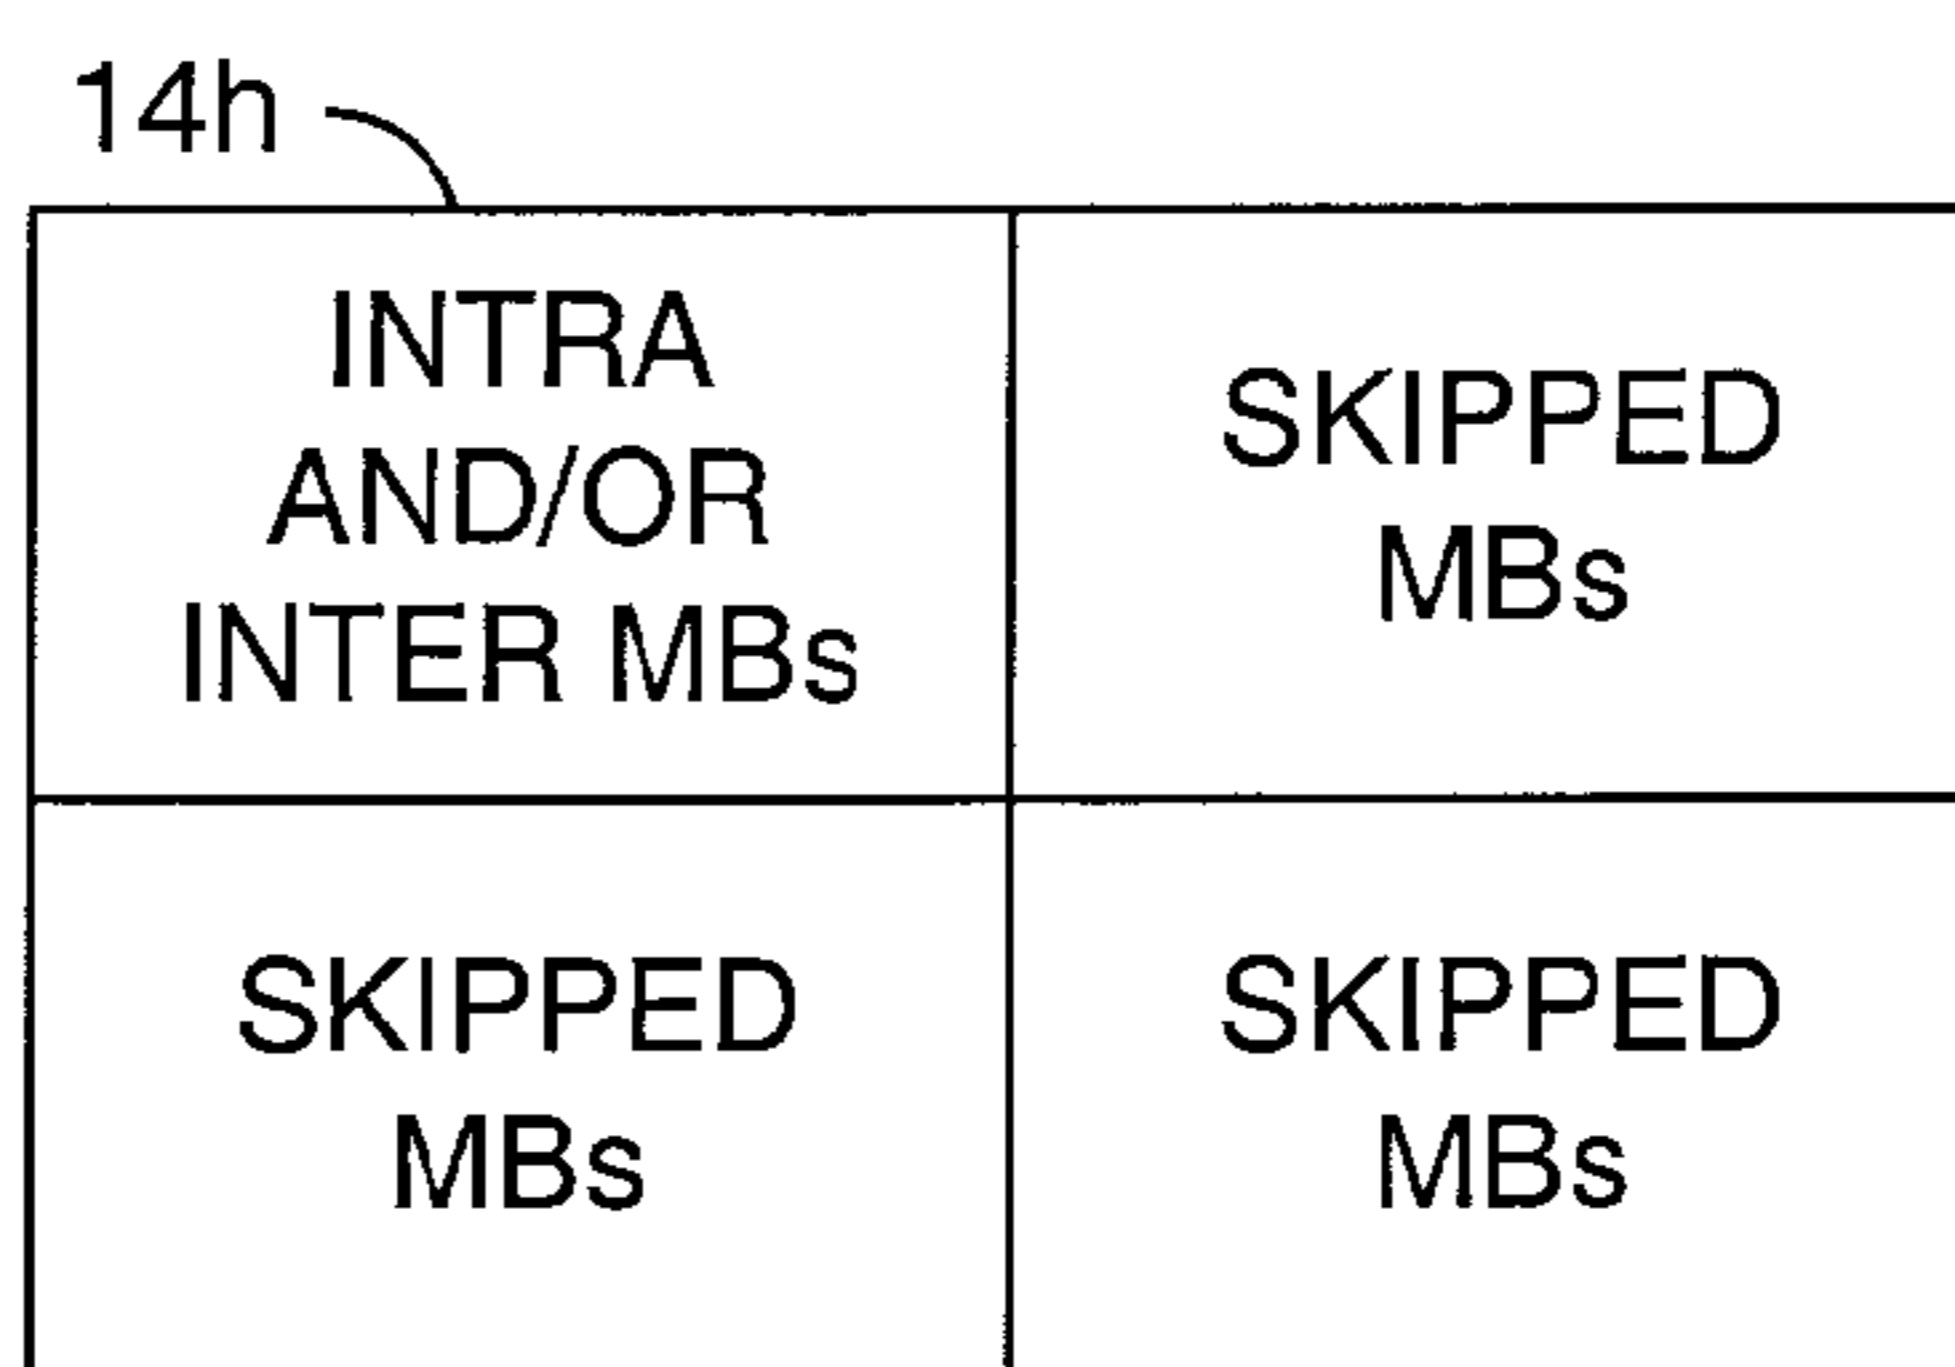 14h
INTRA
AND/OR
INTER MBs
SKIPPED
MBs
SKIPPED
MBs
SKIPPED
MBs